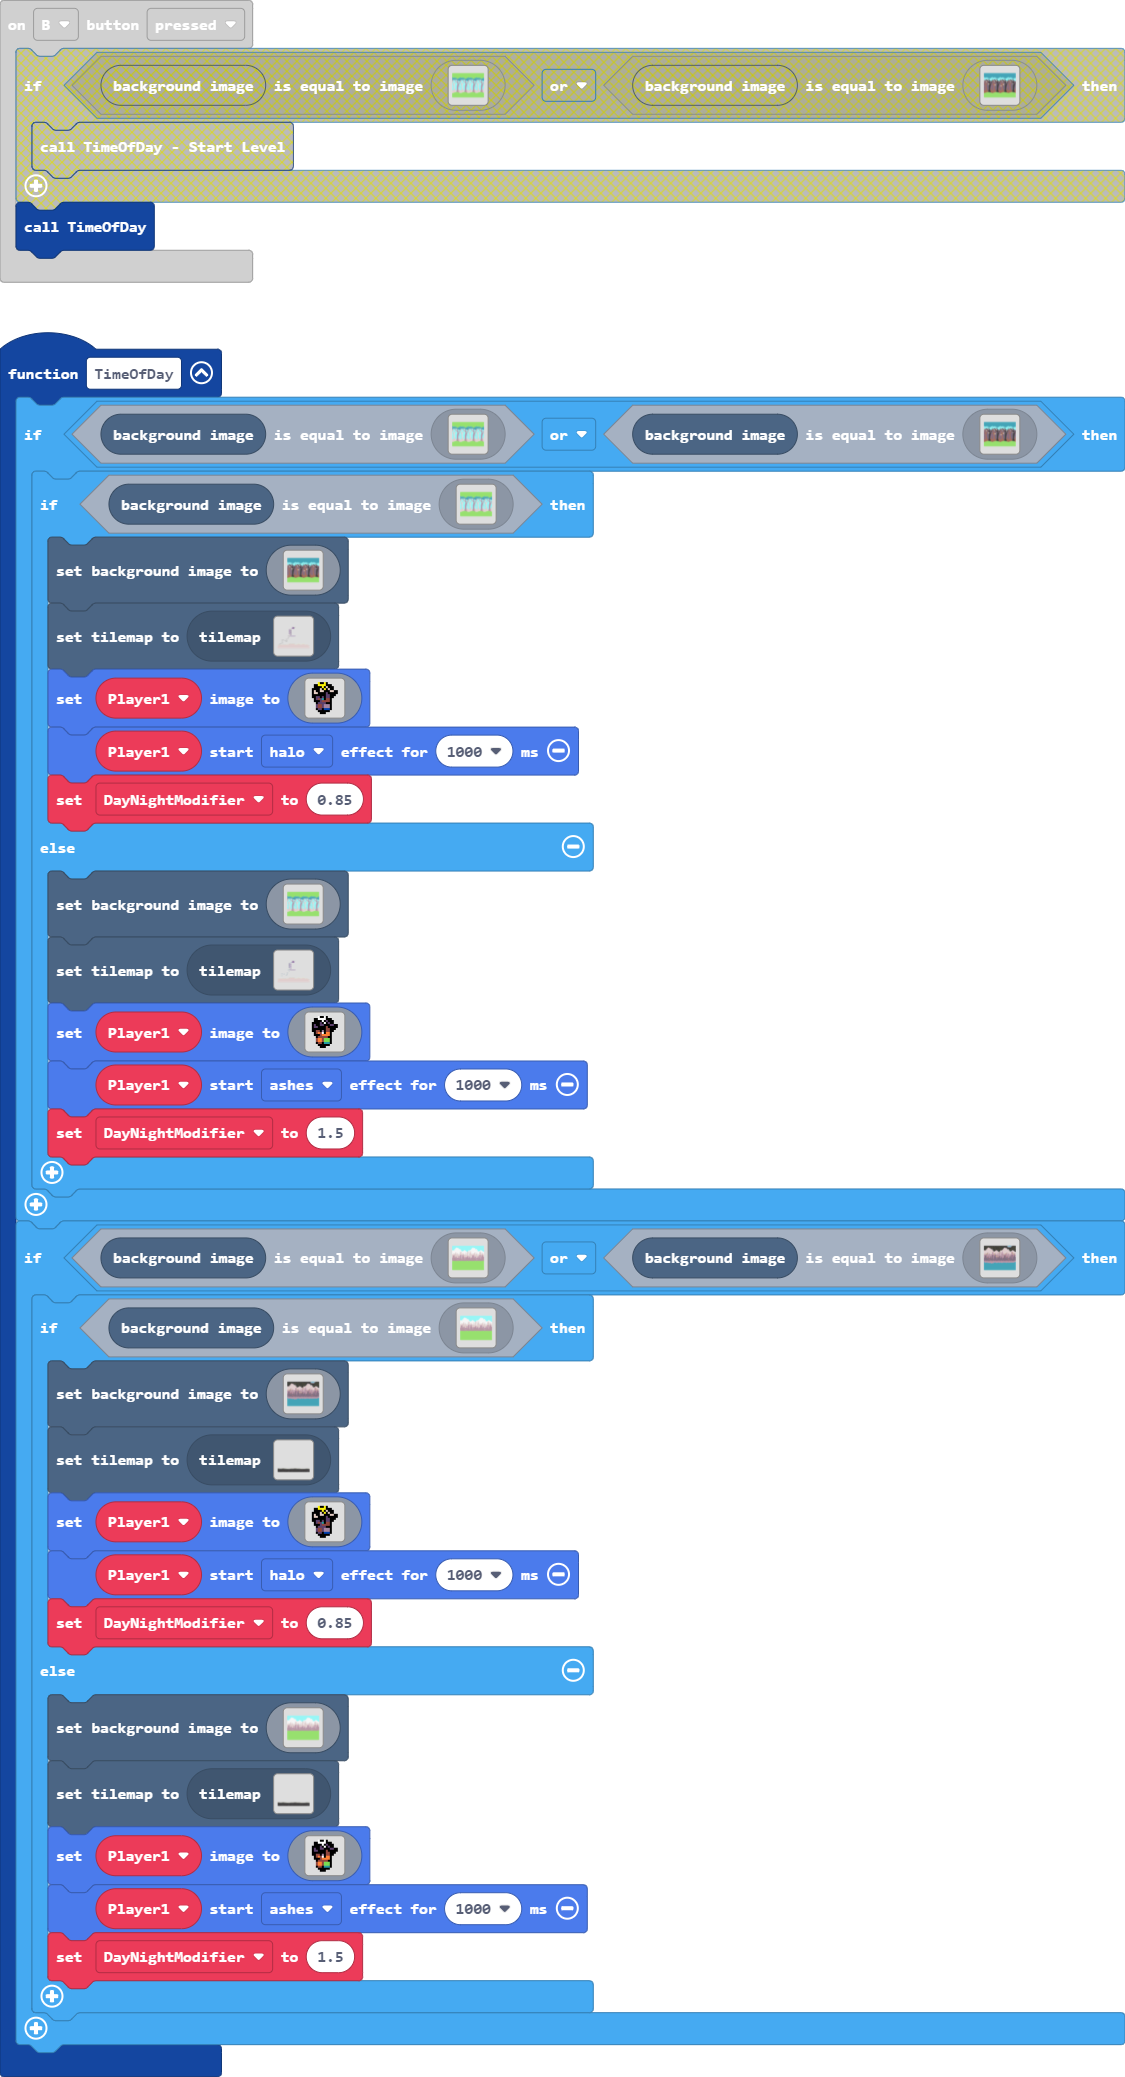 on B button pressed
if background image is equal to image or background image is equal to image then
call TimeOfDay - Start Level
call TimeOfDay
function TimeOfDay
if background image is equal to image or background image is equal to image then
if background image is equal to image then
set background image to
set tilemap to tilemap
set Player1 image to
Player1 start halo effect for 1000 ms
set DayNightModifier to 0.85
else
set background image to
set tilemap to tilemap
set Player1 image to
Player1 start ashes effect for 1000 ms
set DayNightModifier to 1.5
if background image is equal to image or background image is equal to image then
if background image is equal to image then
set background image to
set tilemap to tilemap
set Player1 image to
Player1 start halo effect for 1000 ms
set DayNightModifier to 0.85
else
set background image to
set tilemap to tilemap
set Player1 image to
Player1 start ashes effect for 1000 ms
set DayNightModifier to 1.5